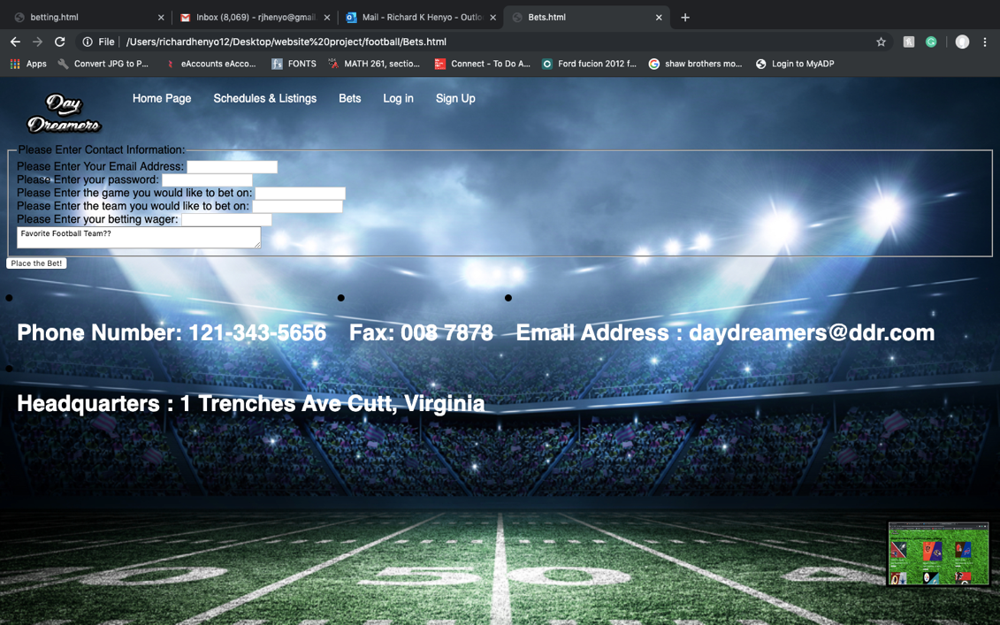 betting.html
Inbox (8,069) - rjhenyo@gmail.
Mail - Richard K Henyo - Outlo
Bets.html
File
/Users/richardhenyo12/Desktop/website%20project/football/Bets.html
Apps
Convert JPG to P...
eAccounts eAcco...
fs
FONTS
MATH 261, sectio...
Connect - To Do A...
Ford fucion 2012 f...
shaw brothers mo...
Login to MyADP
Day
Dreamers
Home Page
Schedules & Listings
Bets
Log in
Sign Up
Please Enter Contact Information:
Please Enter Your Email Address:
Please Enter your password:
Please Enter the game you would like to bet on:
Please Enter the team you would like to bet on:
Please Enter your betting wager:
Favorite Football Team??
Place the Bet!
Phone Number: 121-343-5656
Fax: 008 7878
Email Address : daydreamers@ddr.com
Headquarters : 1 Trenches Ave Cutt, Virginia
50